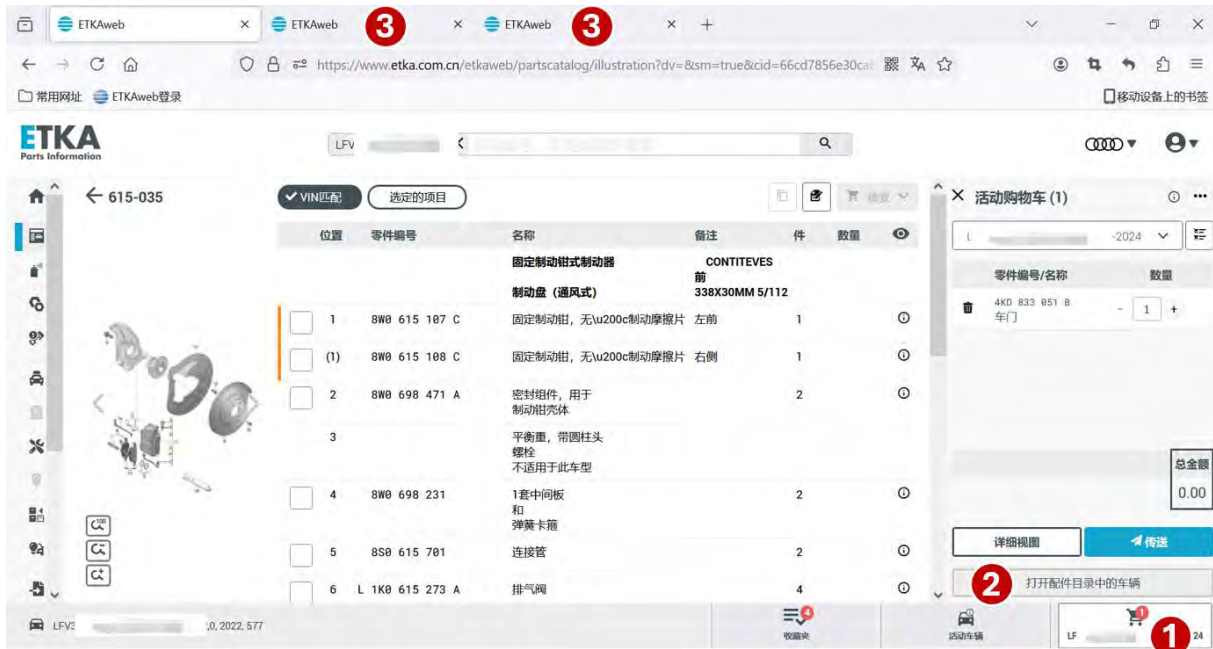 ETKAweb
ETKAweb
3
ETKAweb
3
https://www.etka.com.cn/etkaweb/partscatalog/illustration?dv=&sm=true&cid=66cd7856e30ca
常用网址
ETKAweb登录
移动设备上的书签
ETKA
Parts Information
LFV
615-035
VIN匹配
选定的项目
位置 零件编号 名称 备注 件 数量
固定制动钳式制动器 CONTITEVES
前
制动盘（通风式） 338X30MM 5/112
1 8W0 615 107 C 固定制动钳，无\u200c制动摩擦片 左前 1
(1) 8W0 615 108 C 固定制动钳，无\u200c制动摩擦片 右侧 1
2 8W0 698 471 A 密封组件，用于 2
制动钳壳体
3 平衡重，带圆柱头
螺栓
不适用于此车型
4 8W0 698 231 1套中间板 2
和
弹簧卡箍
5 8S0 615 701 连接管 2
6 L 1K0 615 273 A 排气阀 4
活动购物车 (1)
-2024
零件编号/名称 数量
4KD 833 051 B
车门
- 1 +
总金额
0.00
详细视图
传送
2
打开配件目录中的车辆
,0, 2022, 577
4
收藏夹
活动车辆
1
LF
1
24